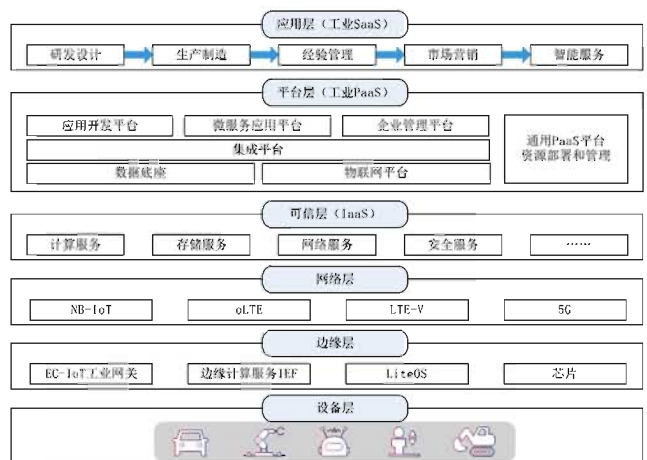 应用层（工业SaaS）
研发设计
生产制造
经验管理
市场营销
智能服务
平台层（工业PaaS）
应用开发平台
微服务应用平台
企业管理平台
集成平台
数据底座
物联网平台
通用PaaS平台
资源部署和管理
可信层（IaaS）
计算服务
存储服务
网络服务
安全服务
……
网络层
NB-IoT
eLTE
LTE-V
5G
边缘层
EC-IoT工业网关
边缘计算服务IEF
LiteOS
芯片
设备层